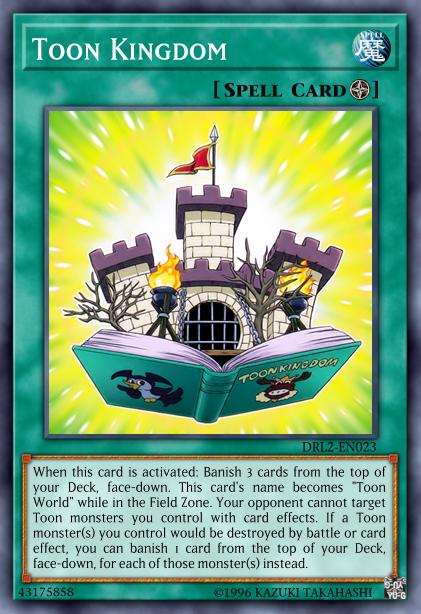 TOON KINGDOM
SPELL
魔
[SPELL CARD]
TOON KINGDOM
DRL2-EN023
When this card is activated: Banish 3 cards from the top of
your Deck, face-down. This card's name becomes "Toon
World" while in the Field Zone. Your opponent cannot target
Toon monsters you control with card effects. If a Toon
monster(s) you control would be destroyed by battle or card
effect, you can banish 1 card from the top of your Deck,
face-down, for each of those monster(s) instead.
43175858
©1996 KAZUKI TAKAHASHI